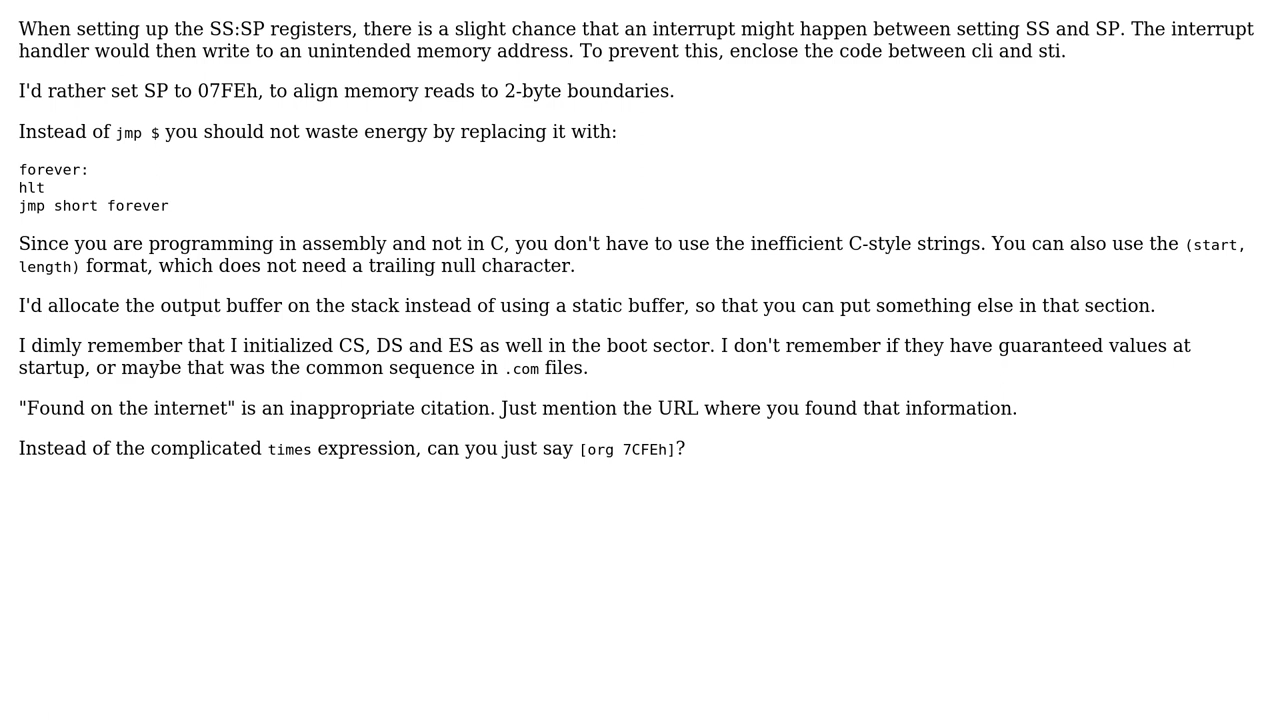 When setting up the SS:SP registers, there is a slight chance that an interrupt might happen between setting SS and SP. The interrupt
handler would then write to an unintended memory address. To prevent this, enclose the code between cli and sti.
I'd rather set SP to 07FEh, to align memory reads to 2-byte boundaries.
Instead of jmp $ you should not waste energy by replacing it with:
forever:
hlt
jmp short forever
Since you are programming in assembly and not in C, you don't have to use the inefficient C-style strings. You can also use the (start,
length) format, which does not need a trailing null character.
I'd allocate the output buffer on the stack instead of using a static buffer, so that you can put something else in that section.
I dimly remember that I initialized CS, DS and ES as well in the boot sector. I don't remember if they have guaranteed values at
startup, or maybe that was the common sequence in .com files.
"Found on the internet" is an inappropriate citation. Just mention the URL where you found that information.
Instead of the complicated times expression, can you just say [org 7CFEh]?